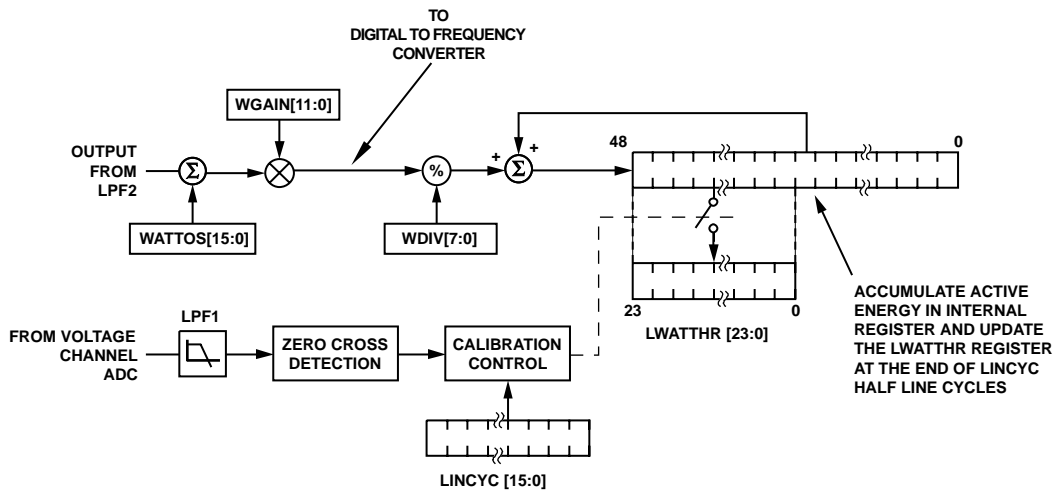 TO
DIGITAL TO FREQUENCY
CONVERTER
WGAIN[11:0]
OUTPUT
FROM
LPF2
Σ
%
+
+
Σ
48
0
WATTOS[15:0]
WDIV[7:0]
23
0
LWATTHR [23:0]
ACCUMULATE ACTIVE
ENERGY IN INTERNAL
REGISTER AND UPDATE
THE LWATTHR REGISTER
AT THE END OF LINCYC
HALF LINE CYCLES
FROM VOLTAGE
CHANNEL
ADC
LPF1
ZERO CROSS
DETECTION
CALIBRATION
CONTROL
LINCYC [15:0]